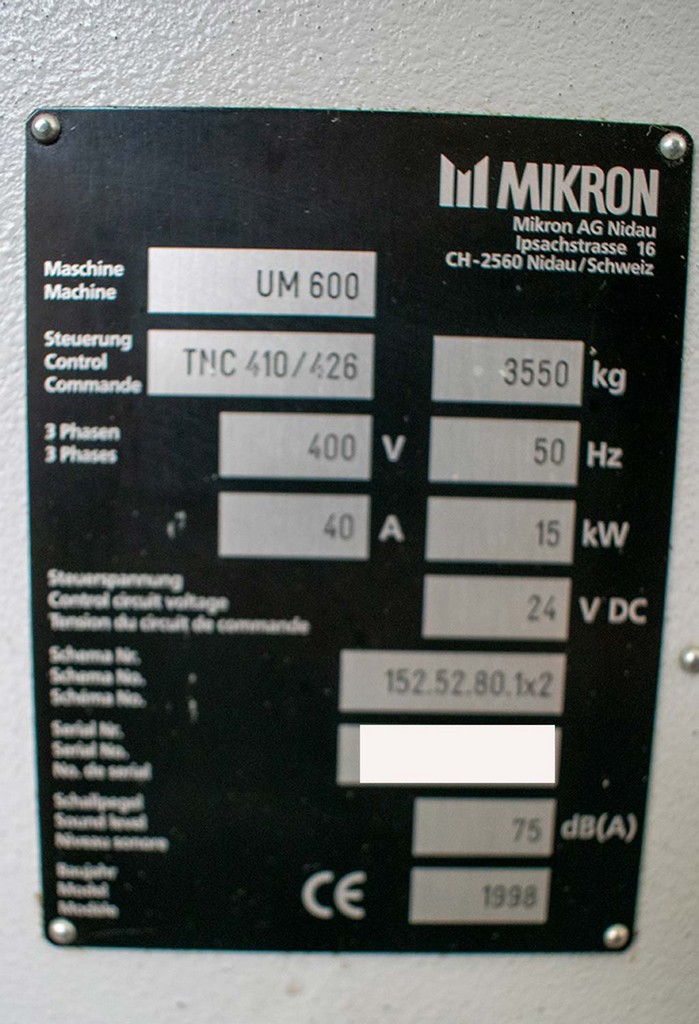 MIKRON
Mikron AG Nidau
Ipsachstrasse 16
CH-2560 Nidau/Schweiz
Maschine
Machine
UM 600
Steuerung
Control
Commande
TNC 410/426
3550 kg
3 Phasen
3 Phases
400 V
50 Hz
40 A
15 kW
Steuerspannung
Control circuit voltage
Tension du circuit de commande
24 V DC
Schema Nr.
Schema No.
Schéma No.
152.52.80.1x2
Serial Nr.
Serial No.
No. de serial
Schallpegel
Sound level
Niveau sonore
75 dB(A)
Baujahr
Model
Modèle
CE
1998